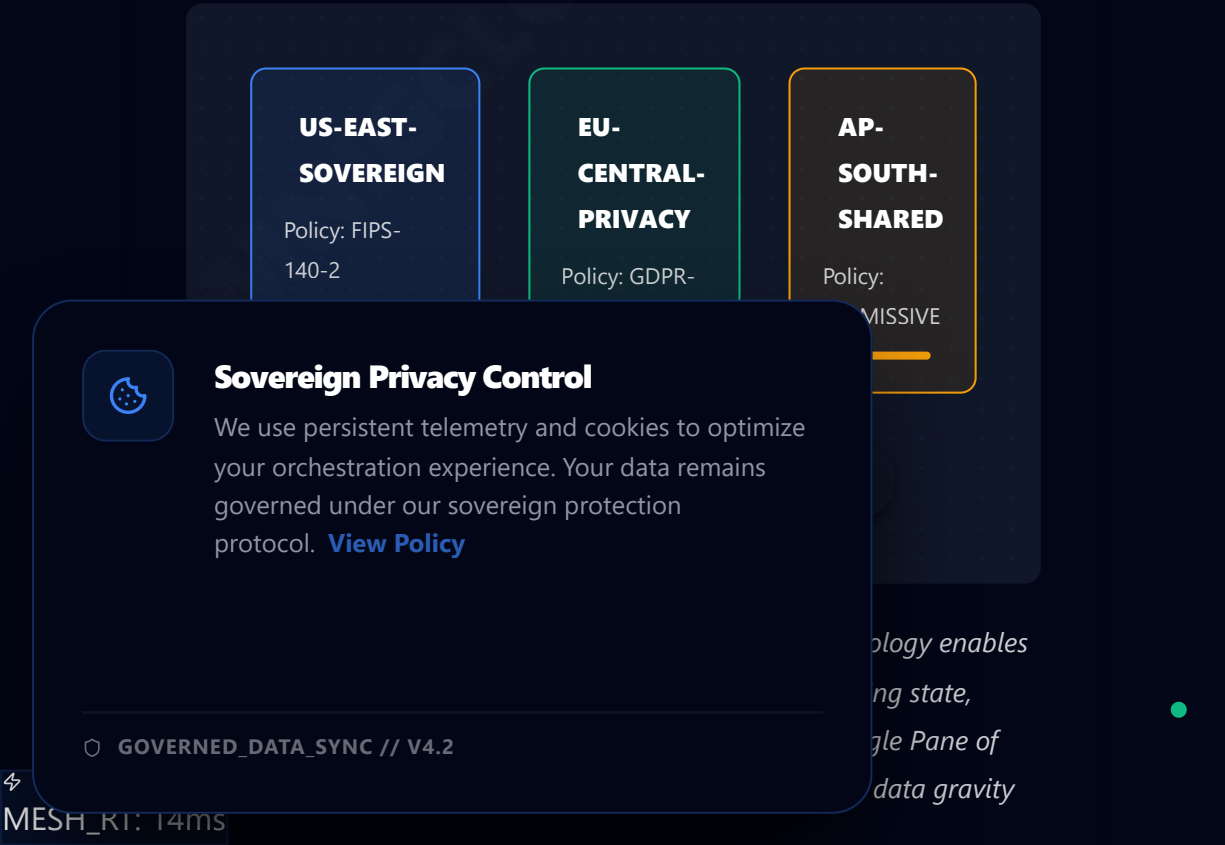 US-EAST-
SOVEREIGN
Policy: FIPS-
140-2
EU-
CENTRAL-
PRIVACY
Policy: GDPR-
AP-
SOUTH-
SHARED
Policy:
MISSIVE
Sovereign Privacy Control
We use persistent telemetry and cookies to optimize
your orchestration experience. Your data remains
governed under our sovereign protection
protocol. View Policy
GOVERNED_DATA_SYNC // V4.2
ology enables
ng state,
gle Pane of
data gravity
MESH_RT: 14ms